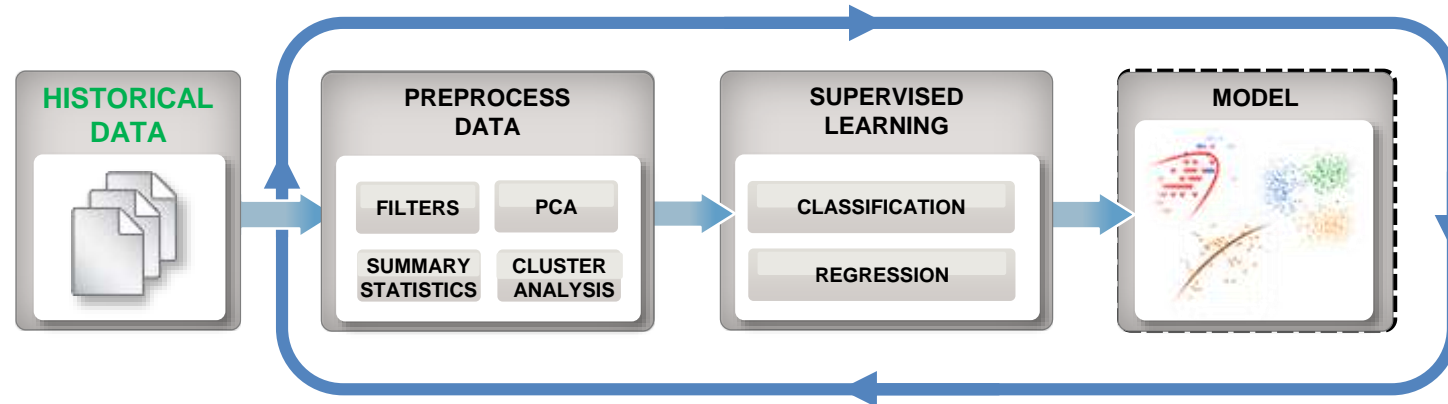 HISTORICAL
DATA
PREPROCESS
DATA
FILTERS
PCA
SUMMARY
STATISTICS
CLUSTER
ANALYSIS
SUPERVISED
LEARNING
CLASSIFICATION
REGRESSION
MODEL